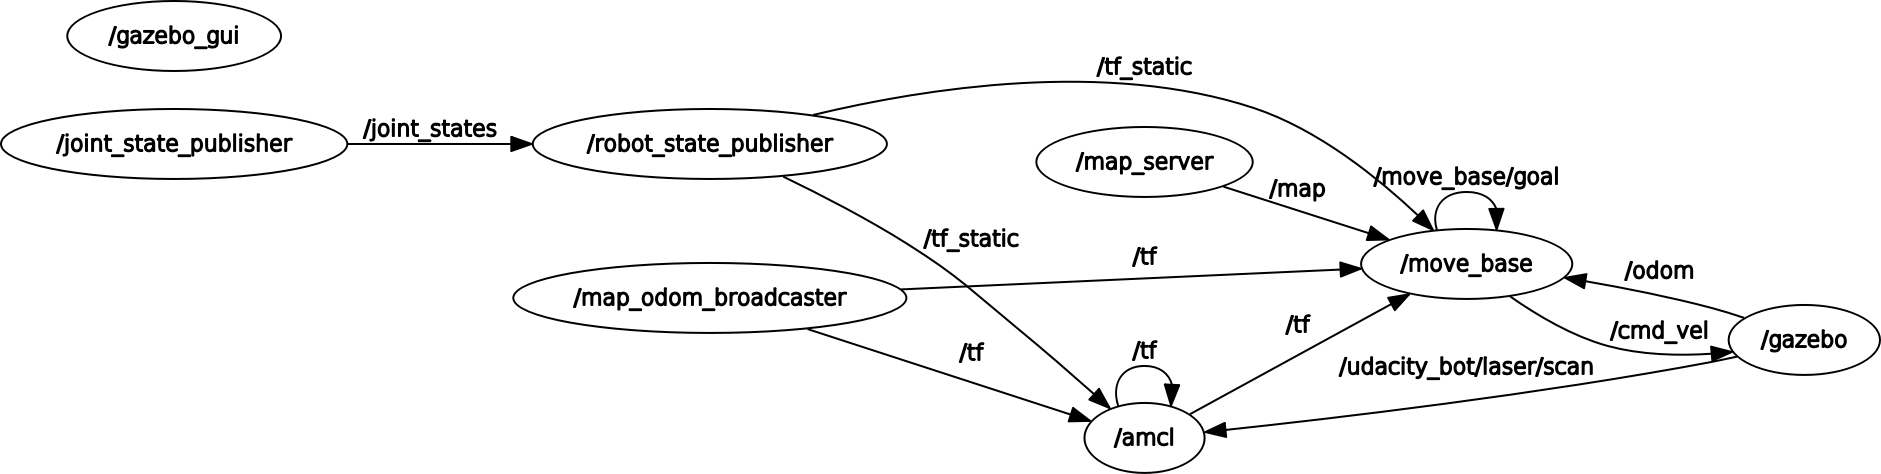 /gazebo_gui
/tf_static
/joint_states
/joint_state_publisher
/robot_state_publisher
/map_server
/map
/move_base/goal
/tf_static
/tf
/move_base
/odom
/map_odom_broadcaster
/tf
/cmd_vel
/gazebo
/tf
/tf
/udacity_bot/laser/scan
/amcl